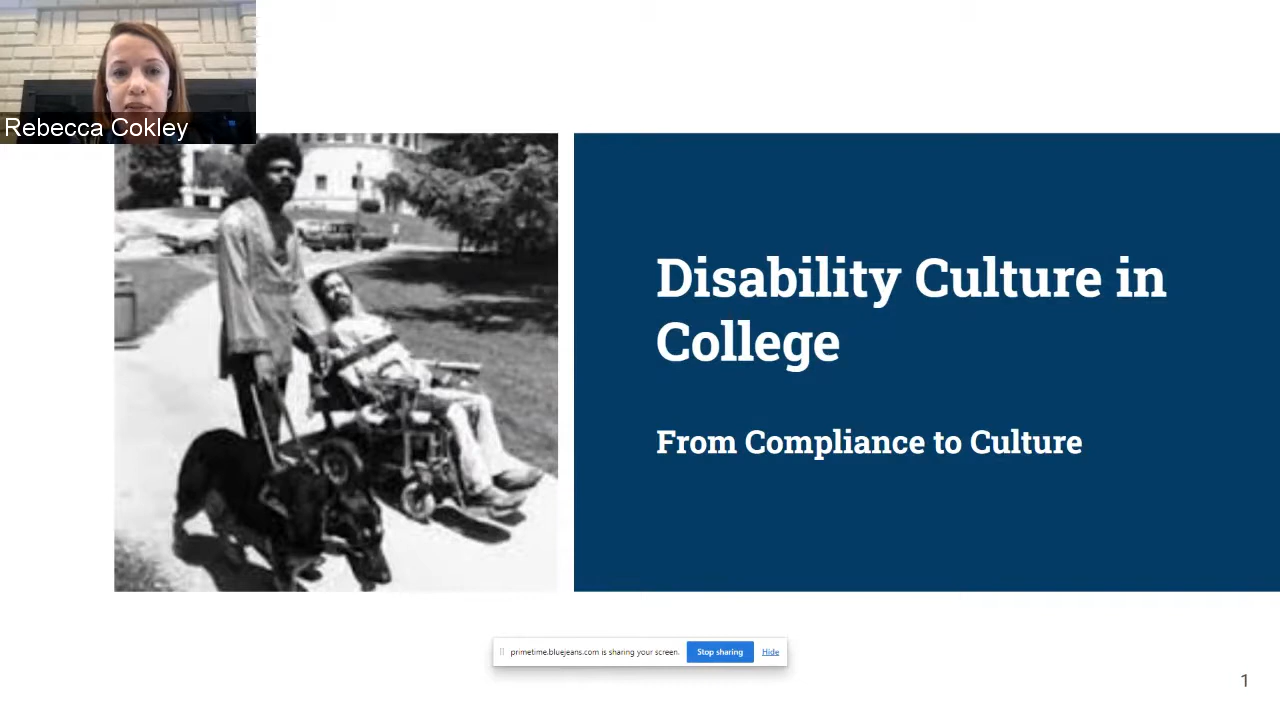 Rebecca Cokley
Disability Culture in
College
From Compliance to Culture
primetime.bluejeans.com is sharing your screen.
Stop sharing
Hide
1